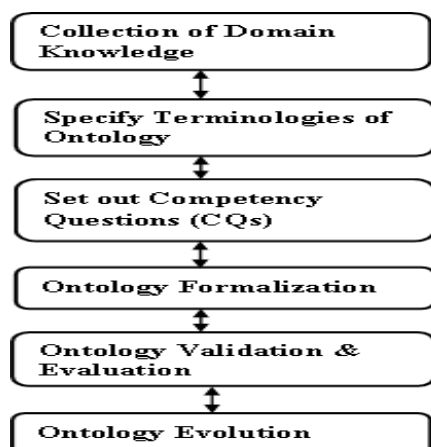 Collection of Domain
Knowledge
Specify Terminologies of
Ontology
Set out Competency
Questions (CQs)
Ontology Formalization
Ontology Validation &
Evaluation
Ontology Evolution